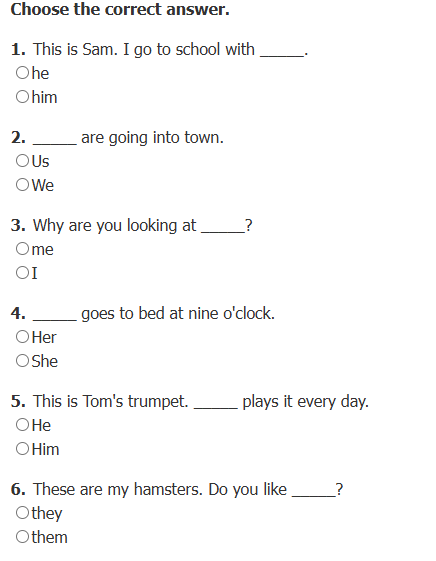 Choose the correct answer.
1. This is Sam. I go to school with _____.
he
him
2. _____ are going into town.
Us
We
3. Why are you looking at _____?
me
I
4. _____ goes to bed at nine o'clock.
Her
She
5. This is Tom's trumpet. _____ plays it every day.
He
Him
6. These are my hamsters. Do you like _____?
they
them